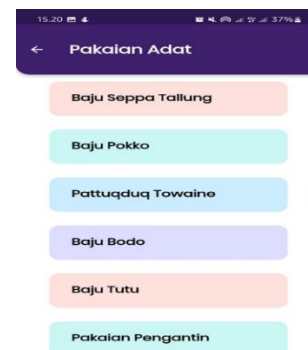 15.20 37%
← Pakaian Adat
Baju Seppa Tallung
Baju Pokko
Pattuqduq Towaine
Baju Bodo
Baju Tutu
Pakaian Pengantin